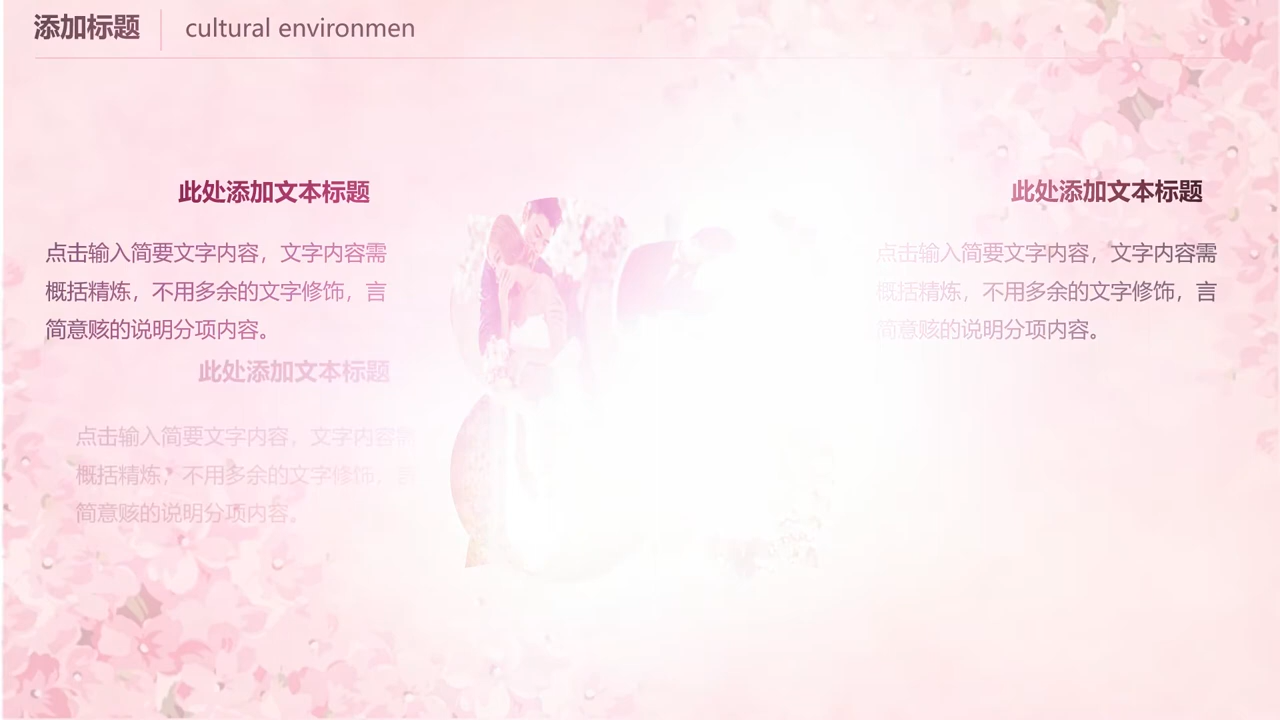 添加标题
cultural environmen
此处添加文本标题
点击输入简要文字内容，文字内容需
概括精炼，不用多余的文字修饰，言
简意赅的说明分项内容。
此处添加文本标题
点击输入简要文字内容，文字内容需
概括精炼，不用多余的文字修饰，言
简意赅的说明分项内容。
此处添加文本标题
点击输入简要文字内容，文字内容需
概括精炼，不用多余的文字修饰，言
简意赅的说明分项内容。